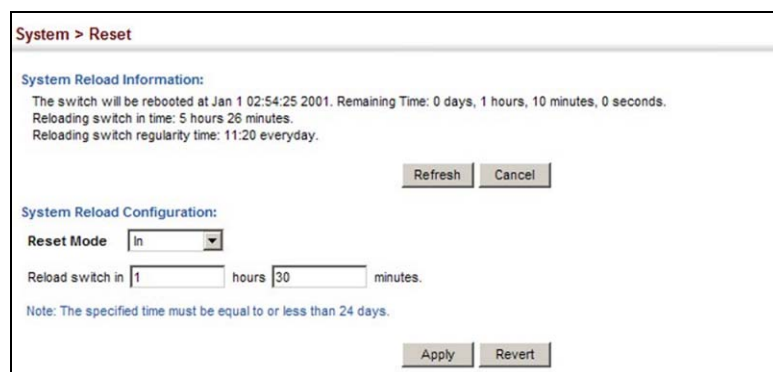 System > Reset
System Reload Information:
The switch will be rebooted at Jan 1 02:54:25 2001. Remaining Time: 0 days, 1 hours, 10 minutes, 0 seconds.
Reloading switch in time: 5 hours 26 minutes.
Reloading switch regularity time: 11:20 everyday.
Refresh Cancel
System Reload Configuration:
Reset Mode In
Reload switch in 1 hours 30 minutes.
Note: The specified time must be equal to or less than 24 days.
Apply Revert